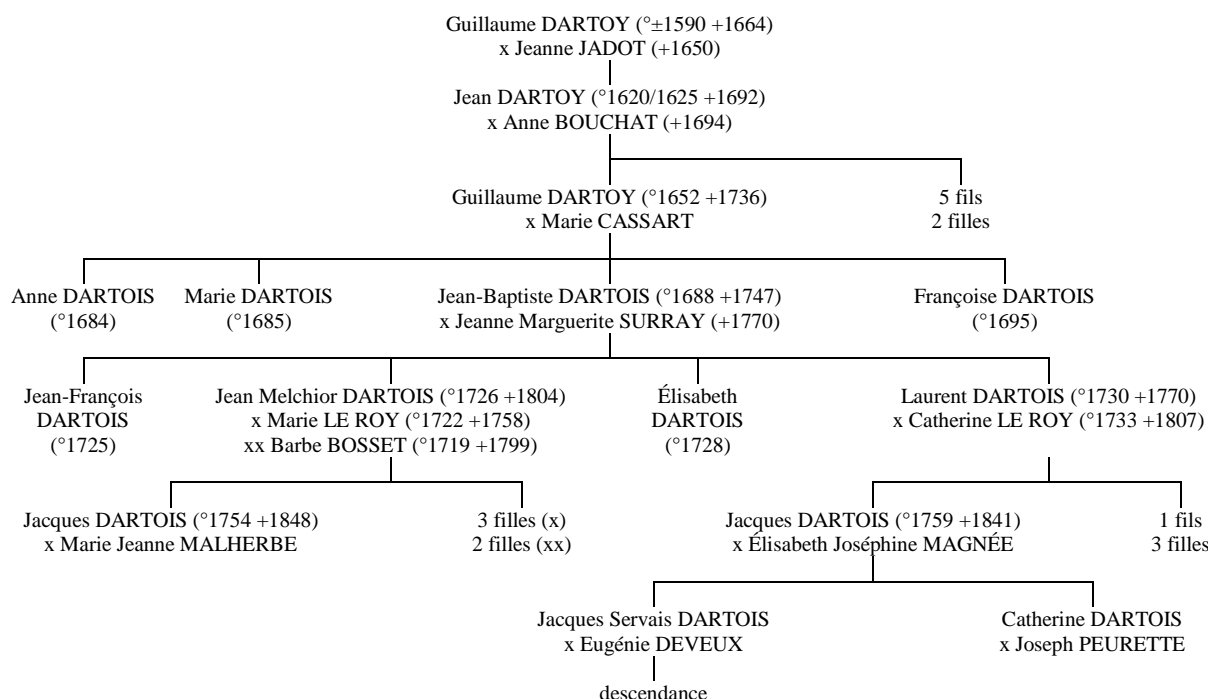 Guillaume DARTOY (°±1590 +1664)
x Jeanne JADOT (+1650)
Jean DARTOY (°1620/1625 +1692)
x Anne BOUCHAT (+1694)
Guillaume DARTOY (°1652 +1736)
x Marie CASSART
5 fils
2 filles
Anne DARTOIS
(°1684)
Marie DARTOIS
(°1685)
Jean-Baptiste DARTOIS (°1688 +1747)
x Jeanne Marguerite SURRAY (+1770)
Françoise DARTOIS
(°1695)
Jean-François
DARTOIS
(°1725)
Jean Melchior DARTOIS (°1726 +1804)
x Marie LE ROY (°1722 +1758)
xx Barbe BOSSET (°1719 +1799)
Élisabeth
DARTOIS
(°1728)
Laurent DARTOIS (°1730 +1770)
x Catherine LE ROY (°1733 +1807)
Jacques DARTOIS (°1754 +1848)
x Marie Jeanne MALHERBE
3 filles (x)
2 filles (xx)
Jacques DARTOIS (°1759 +1841)
x Élisabeth Joséphine MAGNÉE
1 fils
3 filles
Jacques Servais DARTOIS
x Eugénie DEVEUX
Catherine DARTOIS
x Joseph PEURETTE
descendance